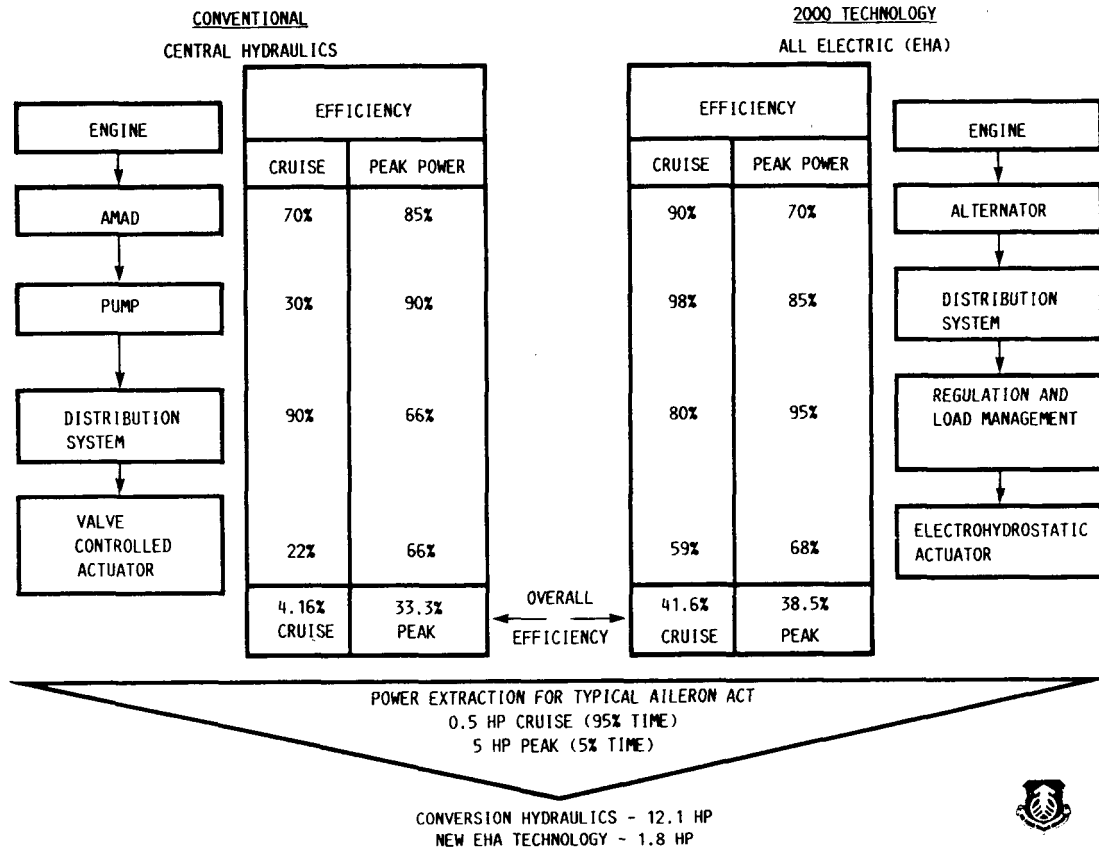 CONVENTIONAL
CENTRAL HYDRAULICS
ENGINE
AMAD
PUMP
DISTRIBUTION
SYSTEM
VALVE
CONTROLLED
ACTUATOR
EFFICIENCY
CRUISE PEAK POWER
70% 85%
30% 90%
90% 66%
22% 66%
4.16% 33.3%
CRUISE PEAK
OVERALL
EFFICIENCY
2000 TECHNOLOGY
ALL ELECTRIC (EHA)
EFFICIENCY
CRUISE PEAK POWER
90% 70%
98% 85%
80% 95%
59% 68%
41.6% 38.5%
CRUISE PEAK
ENGINE
ALTERNATOR
DISTRIBUTION
SYSTEM
REGULATION AND
LOAD MANAGEMENT
ELECTROHYDROSTATIC
ACTUATOR
POWER EXTRACTION FOR TYPICAL AILERON ACT
0.5 HP CRUISE (95% TIME)
5 HP PEAK (5% TIME)
CONVERSION HYDRAULICS - 12.1 HP
NEW EHA TECHNOLOGY - 1.8 HP